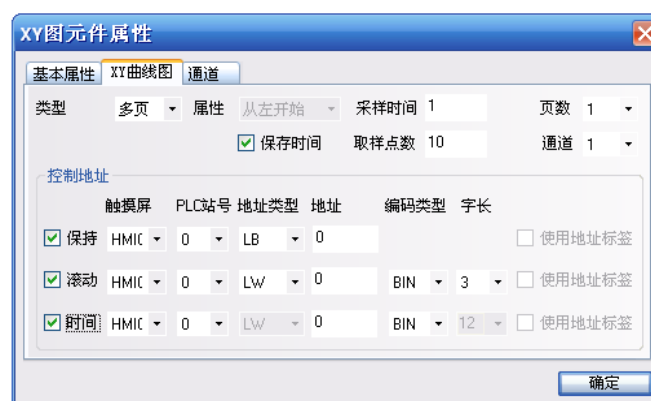 XY图元件属性
基本属性 XY曲线图 通道
类型 多页 属性 从左开始 采样时间 1 页数 1
保存时间 取样点数 10 通道 1
控制地址
触摸屏 PLC站号 地址类型 地址 编码类型 字长
保持 HMI 0 LB 0 使用地址标签
滚动 HMI 0 LW 0 BIN 3 使用地址标签
时间 HMI 0 LW 0 BIN 12 使用地址标签
确定